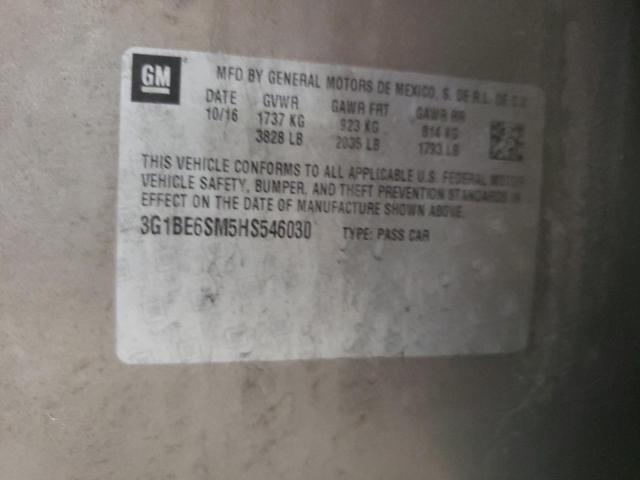 GM
MFD BY GENERAL MOTORS DE MEXICO, S. DE R.L. DE C.V.
DATE GVWR GAWR FRT GAWR RR
10/16 1737 KG 923 KG 814 KG
3828 LB 2035 LB 1793 LB
THIS VEHICLE CONFORMS TO ALL APPLICABLE U.S. FEDERAL MOTOR
VEHICLE SAFETY, BUMPER, AND THEFT PREVENTION STANDARDS IN
EFFECT ON THE DATE OF MANUFACTURE SHOWN ABOVE.
3G1BE6SM5HS546030 TYPE: PASS CAR